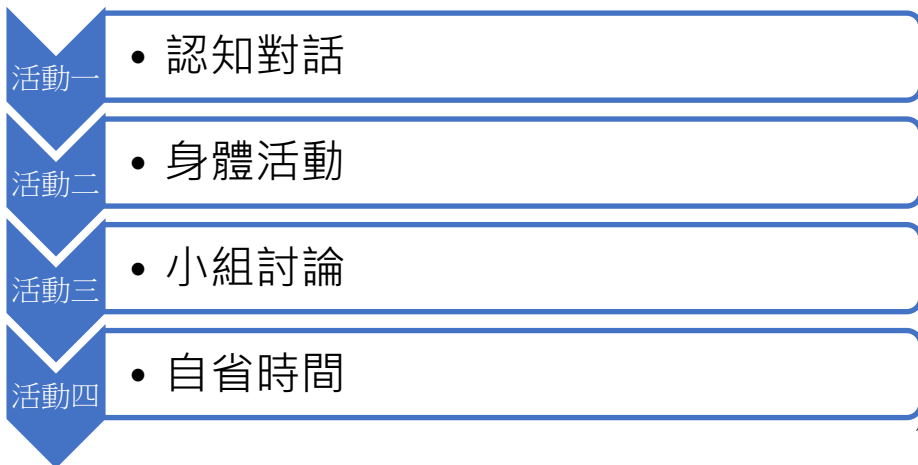 活動一
• 認知對話
活動二
• 身體活動
活動三
• 小組討論
活動四
• 自省時間